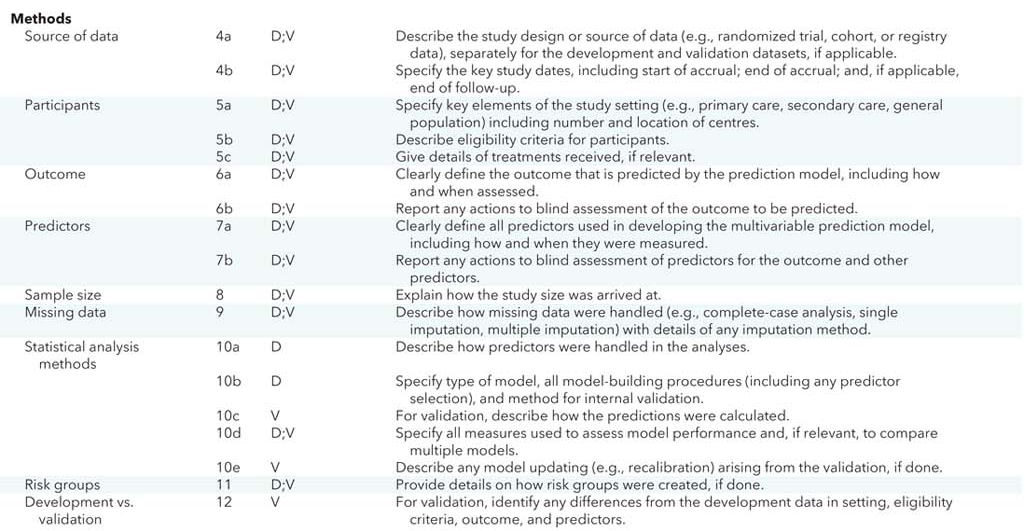 Methods
Source of data 4a D;V Describe the study design or source of data (e.g., randomized trial, cohort, or registry
data), separately for the development and validation datasets, if applicable.
4b D;V Specify the key study dates, including start of accrual; end of accrual; and, if applicable,
end of follow-up.
Participants 5a D;V Specify key elements of the study setting (e.g., primary care, secondary care, general
population) including number and location of centres.
5b D;V Describe eligibility criteria for participants.
5c D;V Give details of treatments received, if relevant.
Outcome 6a D;V Clearly define the outcome that is predicted by the prediction model, including how
and when assessed.
6b D;V Report any actions to blind assessment of the outcome to be predicted.
Predictors 7a D;V Clearly define all predictors used in developing the multivariable prediction model,
including how and when they were measured.
7b D;V Report any actions to blind assessment of predictors for the outcome and other
predictors.
Sample size 8 D;V Explain how the study size was arrived at.
Missing data 9 D;V Describe how missing data were handled (e.g., complete-case analysis, single
imputation, multiple imputation) with details of any imputation method.
Statistical analysis 10a D Describe how predictors were handled in the analyses.
methods
10b D Specify type of model, all model-building procedures (including any predictor
selection), and method for internal validation.
10c V For validation, describe how the predictions were calculated.
10d D;V Specify all measures used to assess model performance and, if relevant, to compare
multiple models.
10e V Describe any model updating (e.g., recalibration) arising from the validation, if done.
Risk groups 11 D;V Provide details on how risk groups were created, if done.
Development vs. 12 V For validation, identify any differences from the development data in setting, eligibility
validation criteria, outcome, and predictors.